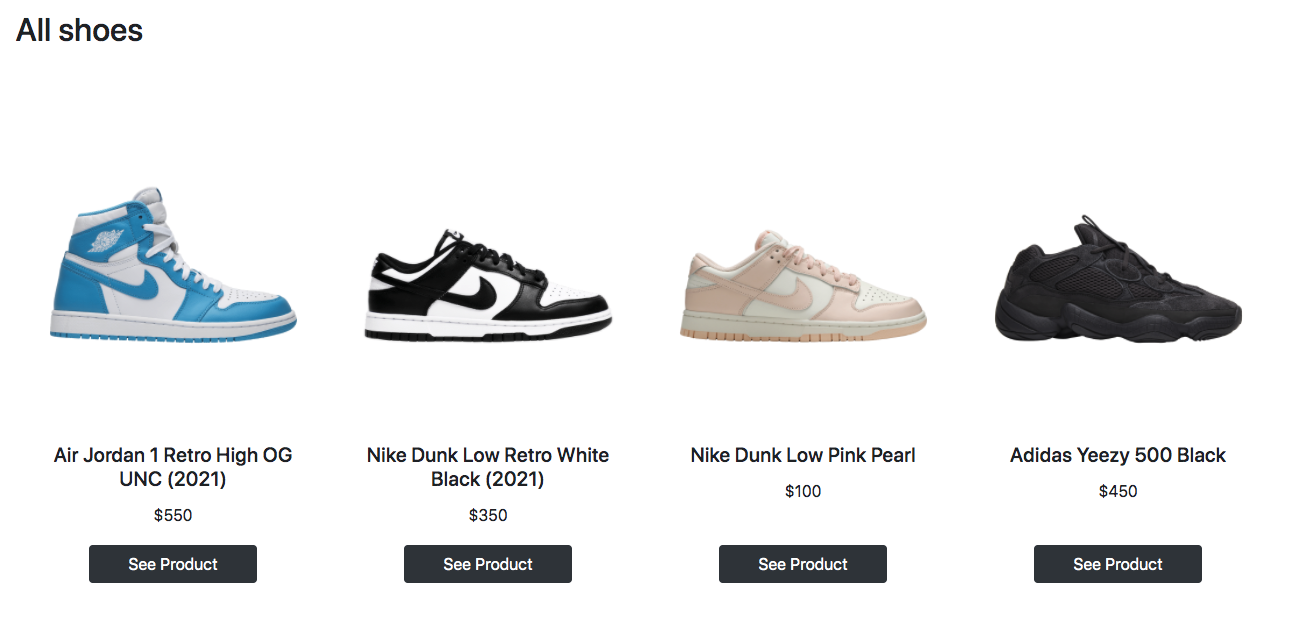 All shoes
Air Jordan 1 Retro High OG
UNC (2021)
$550
See Product
Nike Dunk Low Retro White
Black (2021)
$350
See Product
Nike Dunk Low Pink Pearl
$100
See Product
Adidas Yeezy 500 Black
$450
See Product